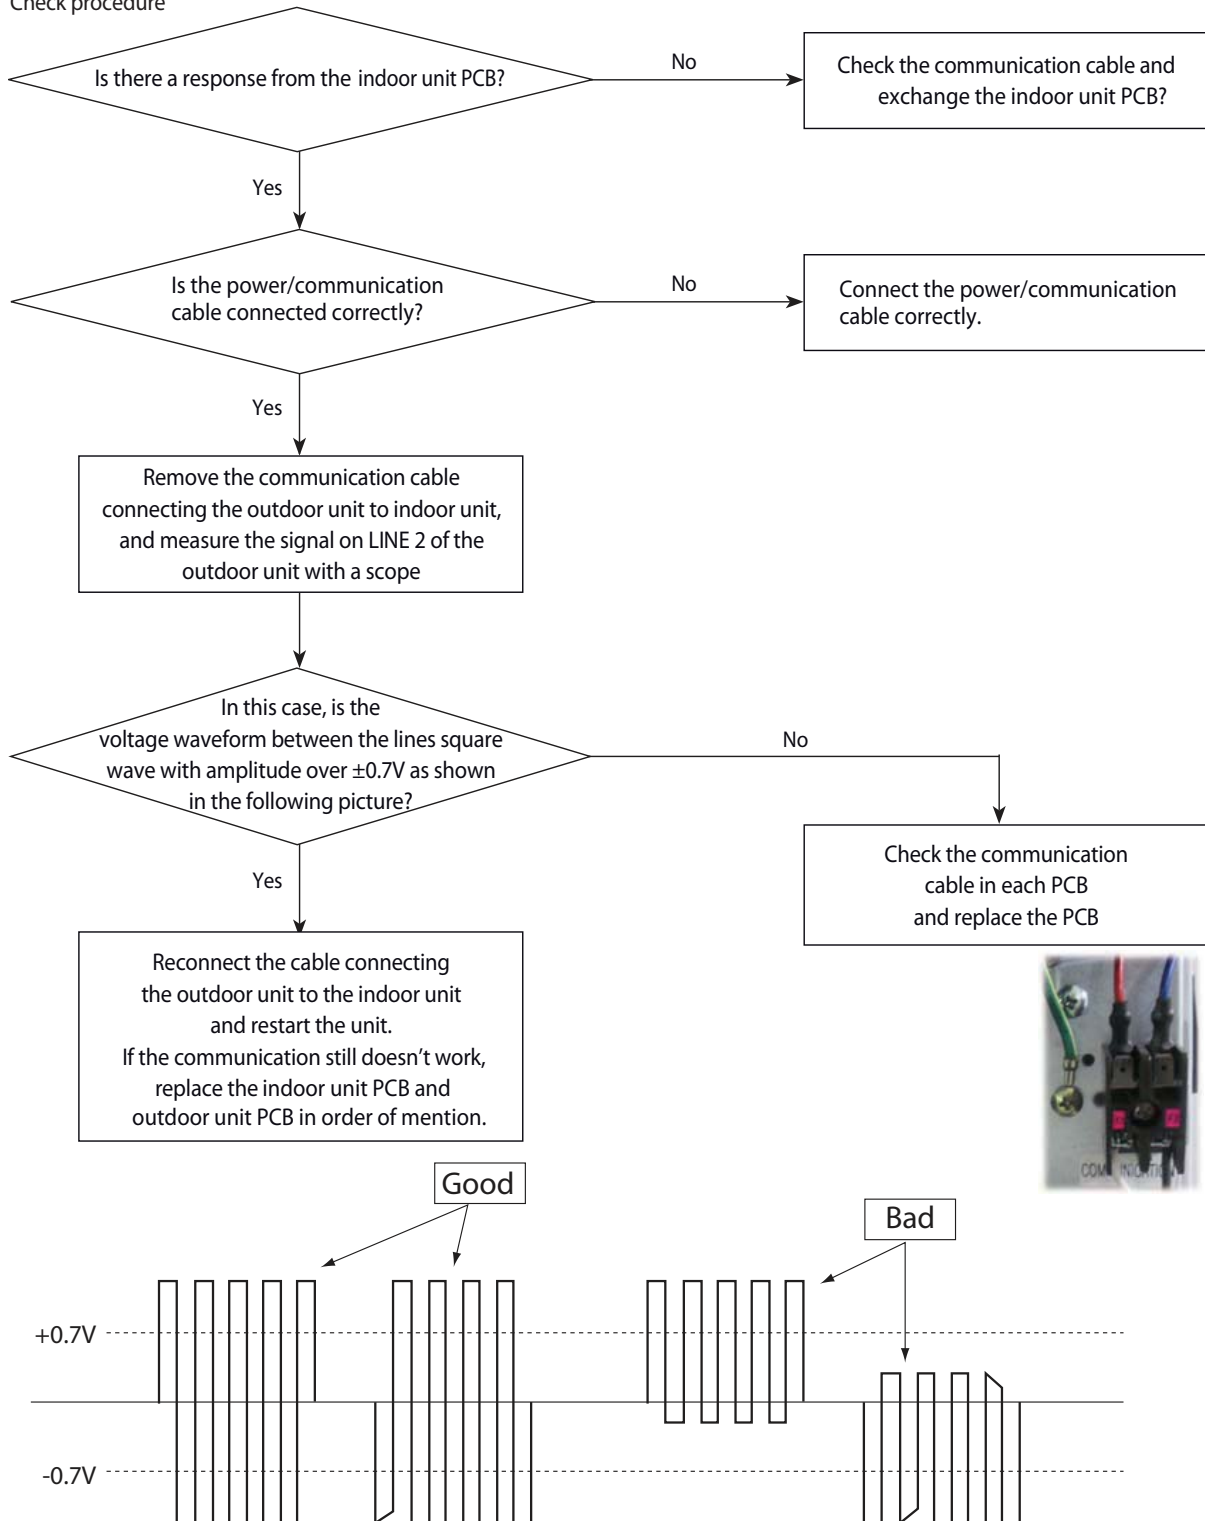 Check procedure
Is there a response from the indoor unit PCB?
No
Check the communication cable and
exchange the indoor unit PCB?
Yes
Is the power/communication
cable connected correctly?
No
Connect the power/communication
cable correctly.
Yes
Remove the communication cable
connecting the outdoor unit to indoor unit,
and measure the signal on LINE 2 of the
outdoor unit with a scope
In this case, is the
voltage waveform between the lines square
wave with amplitude over ±0.7V as shown
in the following picture?
No
Check the communication
cable in each PCB
and replace the PCB
Yes
Reconnect the cable connecting
the outdoor unit to the indoor unit
and restart the unit.
If the communication still doesn't work,
replace the indoor unit PCB and
outdoor unit PCB in order of mention.
Good
Bad
+0.7V
-0.7V